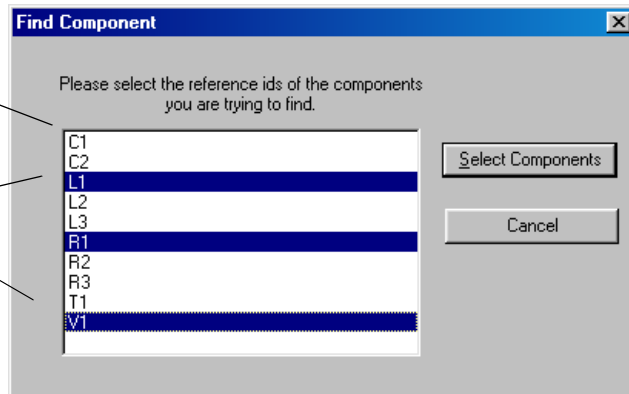 Find Component
Please select the reference ids of the components
you are trying to find.
C1
C2
L1
L2
L3
R1
R2
R3
T1
V1
Select Components
Cancel